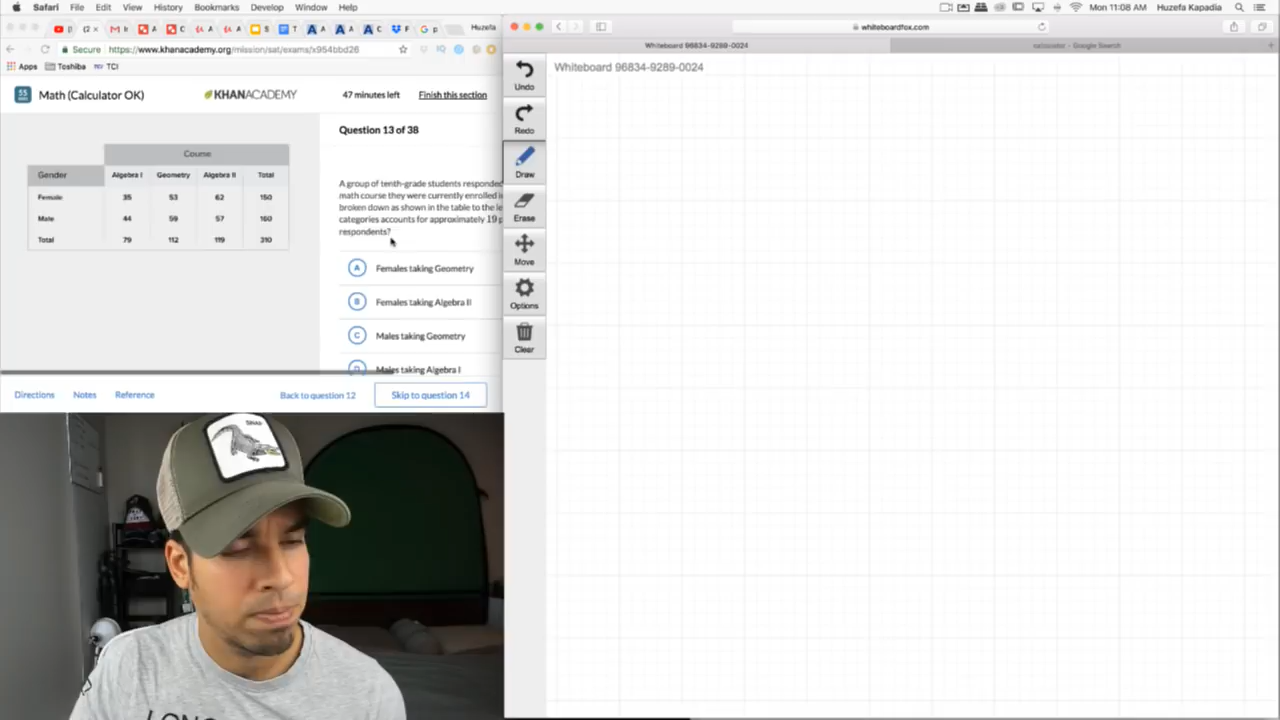 Safari File Edit View History Bookmarks Develop Window Help
Mon 11:08 AM Huzefa Kapadia
Huzefa
Secure https://www.khanacademy.org/mission/sat/exams/x954bbd26
Apps Toshiba TCI
whiteboardfox.com
Whiteboard 96834-9289-0024
calculator - Google Search
Math (Calculator OK)
KHANACADEMY
47 minutes left
Finish this section
Question 13 of 38
Course
Gender Algebra I Geometry Algebra II Total
Female 35 53 62 150
Male 44 59 57 160
Total 79 112 119 310
A group of tenth-grade students responded
math course they were currently enrolled i
broken down as shown in the table to the le
categories accounts for approximately 19 p
respondents?
A Females taking Geometry
B Females taking Algebra II
C Males taking Geometry
D Males taking Algebra I
Directions Notes Reference
Back to question 12
Skip to question 14
Whiteboard 96834-9289-0024
Undo
Redo
Draw
Erase
Move
Options
Clear
SNAP